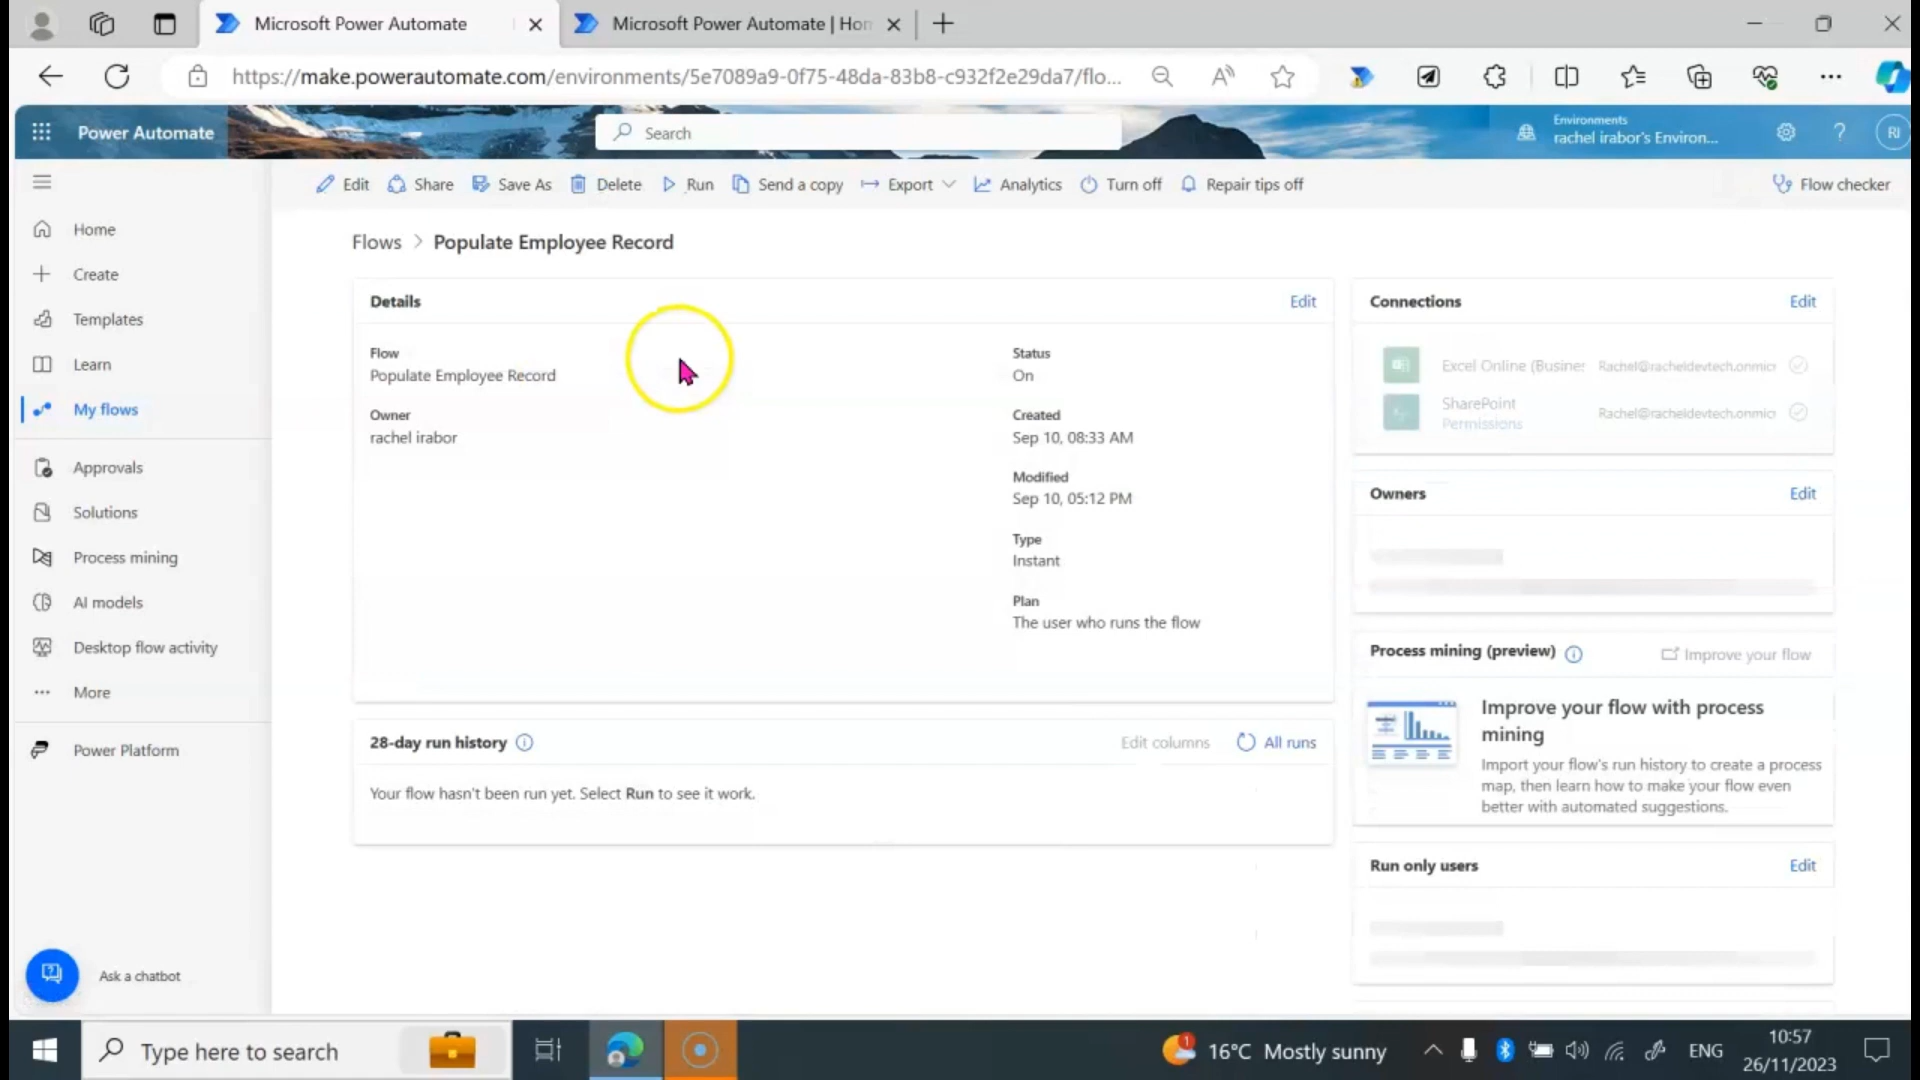 Microsoft Power Automate
Microsoft Power Automate | Hon
https://make.powerautomate.com/environments/5e7089a9-0f75-48da-83b8-c932f2e29da7/flo...
Power Automate
Search
Environments
rachel irabor's Environ...
?
RI
Edit
Share
Save As
Delete
Run
Send a copy
Export
Analytics
Turn off
Repair tips off
Flow checker
Home
Create
Templates
Learn
My flows
Approvals
Solutions
Process mining
AI models
Desktop flow activity
More
Power Platform
Ask a chatbot
Flows > Populate Employee Record
Details
Edit
Flow
Populate Employee Record
Owner
rachel irabor
Status
On
Created
Sep 10, 08:33 AM
Modified
Sep 10, 05:12 PM
Type
Instant
Plan
The user who runs the flow
28-day run history
Edit columns
All runs
Your flow hasn't been run yet. Select Run to see it work.
Connections
Edit
Excel Online (Busines
Rachel@racheldevtech.onmicr
SharePoint
Permissions
Rachel@racheldevtech.onmicr
Owners
Edit
Process mining (preview)
Improve your flow
Improve your flow with process
mining
Import your flow's run history to create a process
map, then learn how to make your flow even
better with automated suggestions.
Run only users
Edit
Type here to search
1
16°C Mostly sunny
ENG
10:57
26/11/2023